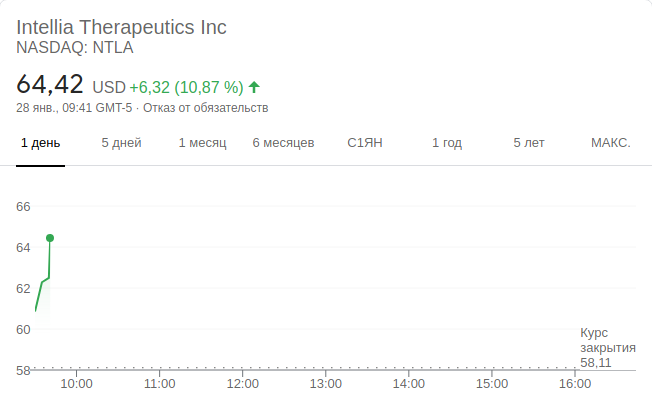 Intellia Therapeutics Inc
NASDAQ: NTLA
64,42 USD +6,32 (10,87 %)
28 янв., 09:41 GMT-5 · Отказ от обязательств
1 день 5 дней 1 месяц 6 месяцев С1ЯН 1 год 5 лет МАКС.
66
64
62
60
Курс
закрытия
58,11
58
10:00 11:00 12:00 13:00 14:00 15:00 16:00